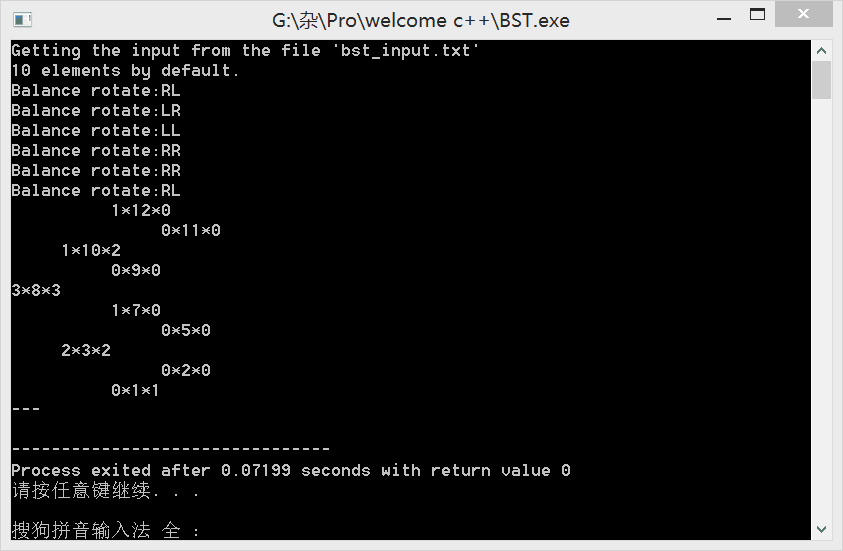 G:\杂\Pro\welcome c++\BST.exe
Getting the input from the file 'bst_input.txt'
10 elements by default.
Balance rotate:RL
Balance rotate:LR
Balance rotate:LL
Balance rotate:RR
Balance rotate:RR
Balance rotate:RL
          1*12*0
               0*11*0
     1*10*2
          0*9*0
3*8*3
          1*7*0
               0*5*0
     2*3*2
               0*2*0
          0*1*1
---
--------------------------------
Process exited after 0.07199 seconds with return value 0
请按任意键继续. . .
搜狗拼音输入法 全 :